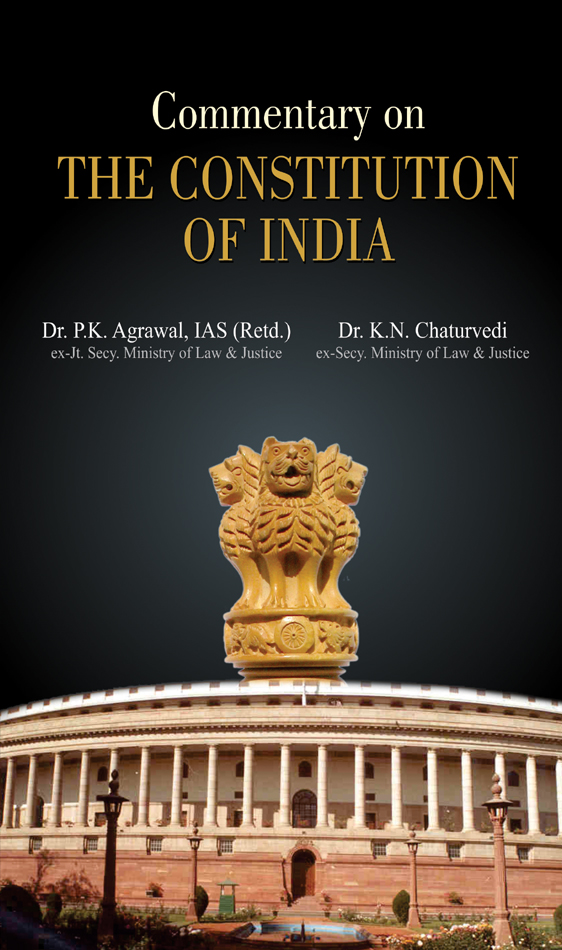 Commentary on
THE CONSTITUTION
OF INDIA
Dr. P.K. Agrawal, IAS (Retd.)
ex-Jt. Secy. Ministry of Law & Justice
Dr. K.N. Chaturvedi
ex-Secy. Ministry of Law & Justice